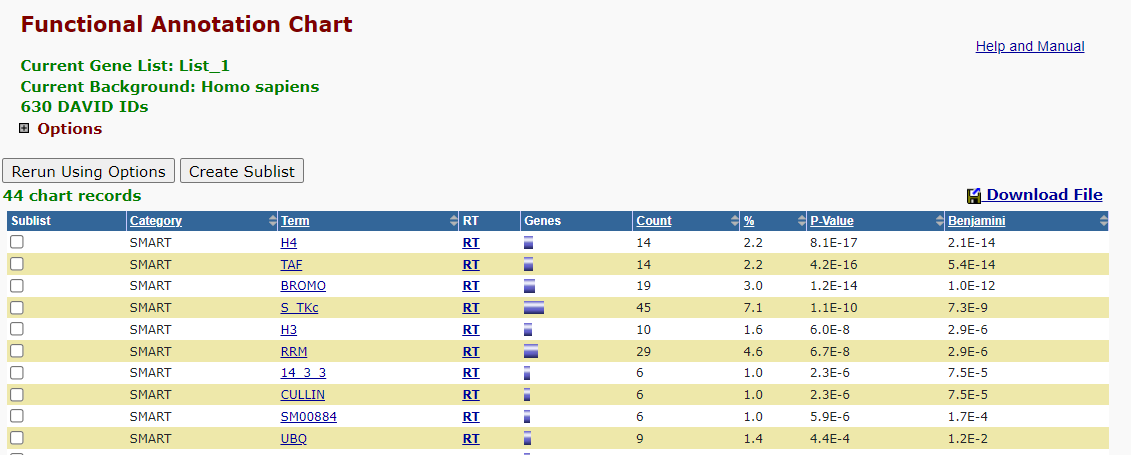 Functional Annotation Chart
Help and Manual
Current Gene List: List_1
Current Background: Homo sapiens
630 DAVID IDs
Options
Rerun Using Options Create Sublist
44 chart records Download File
Sublist Category Term RT Genes Count % P-Value Benjamini
SMART H4 RT 14 2.2 8.1E-17 2.1E-14
SMART TAF RT 14 2.2 4.2E-16 5.4E-14
SMART BROMO RT 19 3.0 1.2E-14 1.0E-12
SMART S_TKc RT 45 7.1 1.1E-10 7.3E-9
SMART H3 RT 10 1.6 6.0E-8 2.9E-6
SMART RRM RT 29 4.6 6.7E-8 2.9E-6
SMART 14_3_3 RT 6 1.0 2.3E-6 7.5E-5
SMART CULLIN RT 6 1.0 2.3E-6 7.5E-5
SMART SM00884 RT 6 1.0 5.9E-6 1.7E-4
SMART UBQ RT 9 1.4 4.4E-4 1.2E-2